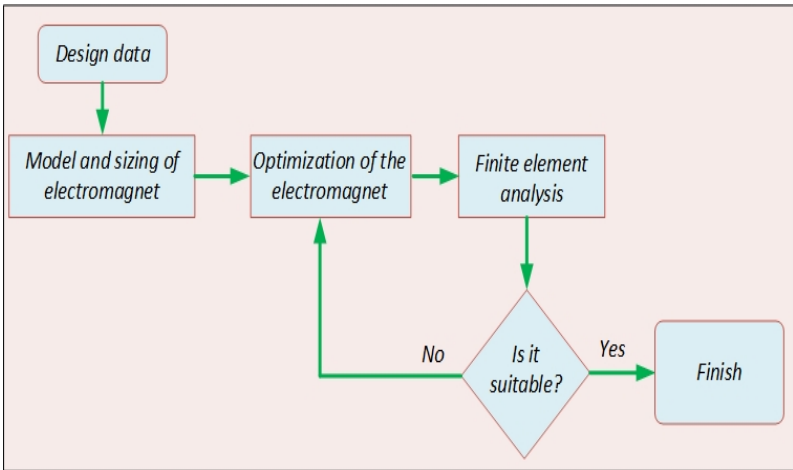 Design data
Model and sizing of
electromagnet
Optimization of the
electromagnet
Finite element
analysis
No
Is it
suitable?
Yes
Finish